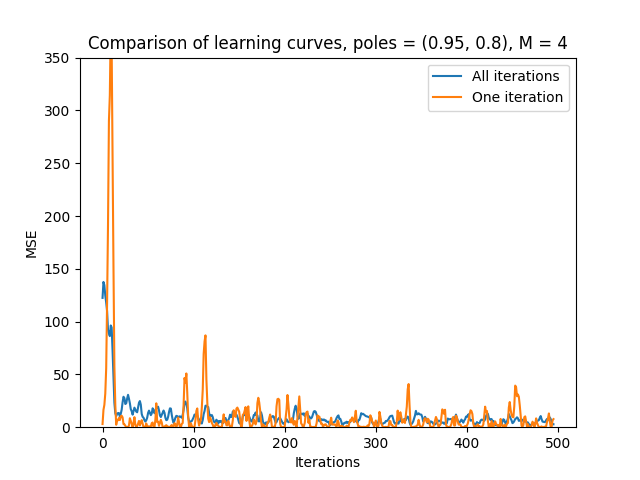 Comparison of learning curves, poles = (0.95, 0.8), M = 4
All iterations
One iteration
350
300
250
200
150
100
50
0
MSE
0
100
200
300
400
500
Iterations